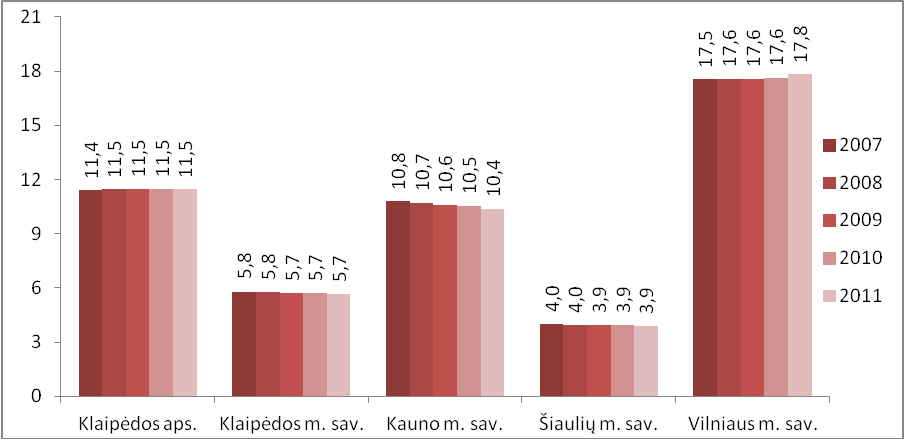 21
18
15
12
9
6
3
0
11,4 11,5 11,5 11,5 11,5
5,8 5,8 5,7 5,7 5,7
10,8 10,7 10,6 10,5 10,4
4,0 4,0 3,9 3,9 3,9
17,5 17,6 17,6 17,6 17,8
Klaipėdos aps. Klaipėdos m. sav. Kauno m. sav. Šiaulių m. sav. Vilniaus m. sav.
2007
2008
2009
2010
2011